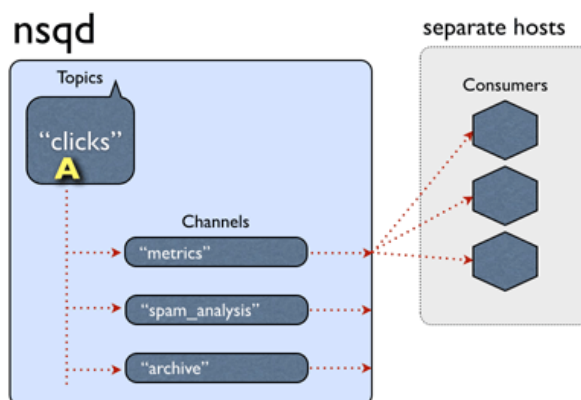 nsqd
separate hosts
Topics
Consumers
“clicks”
A
Channels
“metrics”
“spam_analysis”
“archive”